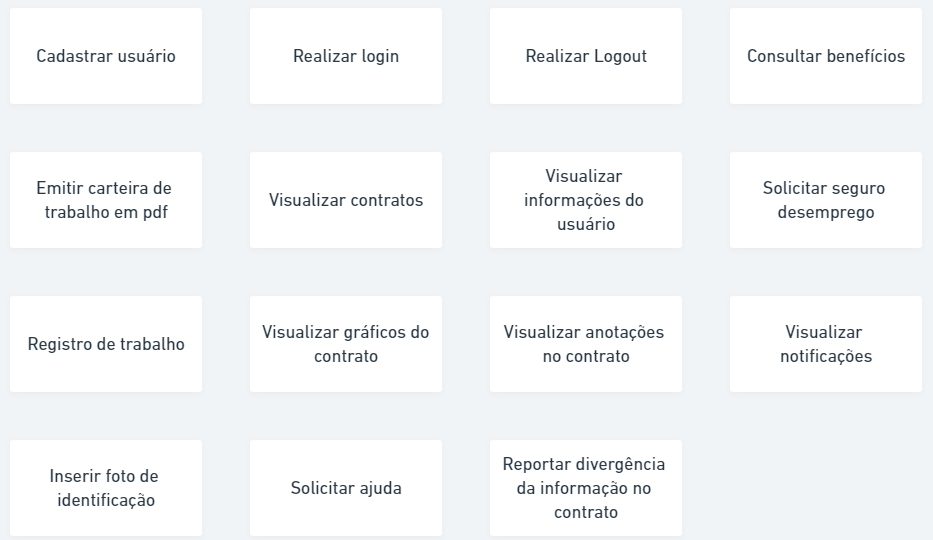 Cadastrar usuário
Realizar login
Realizar Logout
Consultar benefícios
Emitir carteira de
trabalho em pdf
Visualizar contratos
Visualizar
informações do
usuário
Solicitar seguro
desemprego
Registro de trabalho
Visualizar gráficos do
contrato
Visualizar anotações
no contrato
Visualizar
notificações
Inserir foto de
identificação
Solicitar ajuda
Reportar divergência
da informação no
contrato